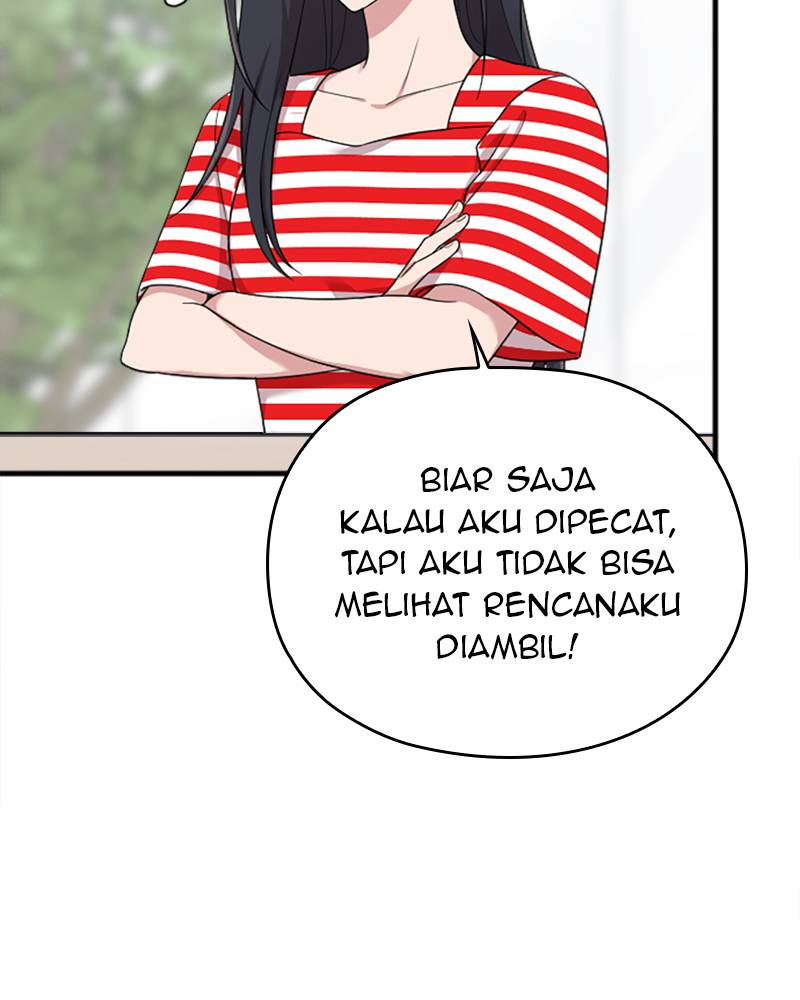 BIAR SAJA
KALAU AKU DIPECAT,
TAPI AKU TIDAK BISA
MELIHAT RENCANAKU
DIAMBIL!